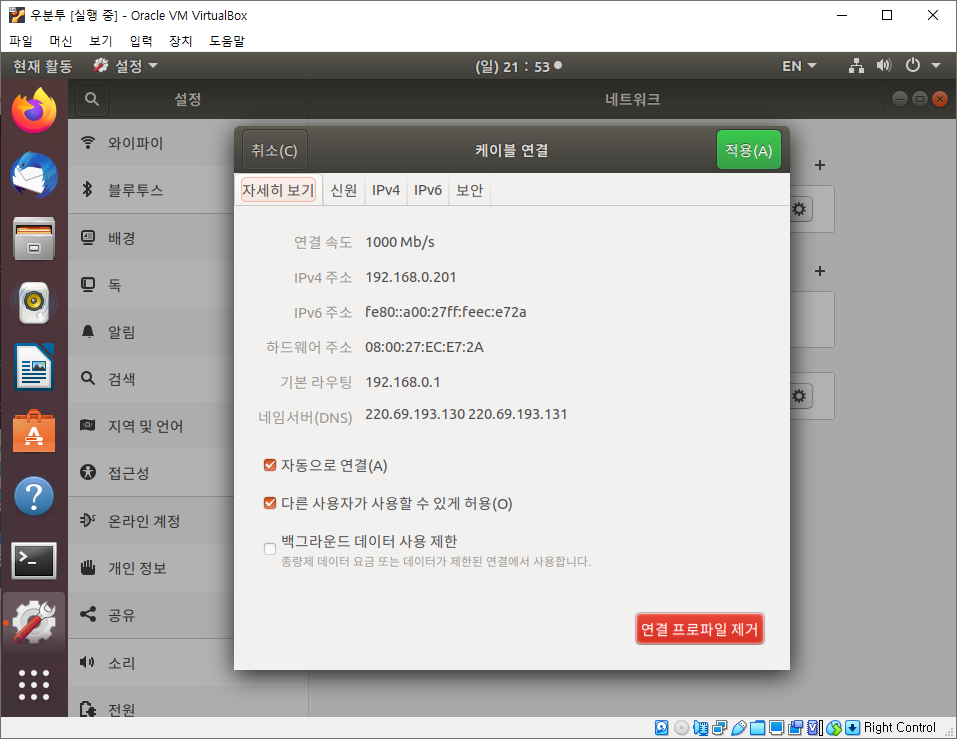 우분투 [실행 중] - Oracle VM VirtualBox
파일 머신 보기 입력 장치 도움말
현재 활동 설정 (일) 21 : 53 EN
설정 네트워크
와이파이
블루투스
배경
독
알림
검색
지역 및 언어
접근성
온라인 계정
개인 정보
공유
소리
전원
취소(C) 케이블 연결 적용(A)
자세히 보기 신원 IPv4 IPv6 보안
연결 속도 1000 Mb/s
IPv4 주소 192.168.0.201
IPv6 주소 fe80::a00:27ff:feec:e72a
하드웨어 주소 08:00:27:EC:E7:2A
기본 라우팅 192.168.0.1
네임서버(DNS) 220.69.193.130 220.69.193.131
자동으로 연결(A)
다른 사용자가 사용할 수 있게 허용(O)
백그라운드 데이터 사용 제한
종량제 데이터 요금 또는 데이터가 제한된 연결에서 사용합니다.
연결 프로파일 제거
Right Control